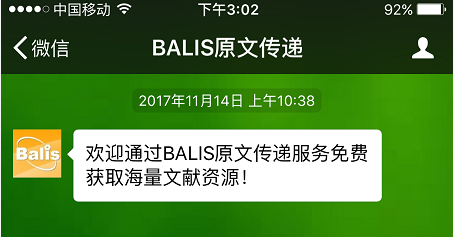 中国移动 下午3:02 92%
微信 BALIS原文传递
2017年11月14日 上午10:38
Balis
欢迎通过BALIS原文传递服务免费
获取海量文献资源！